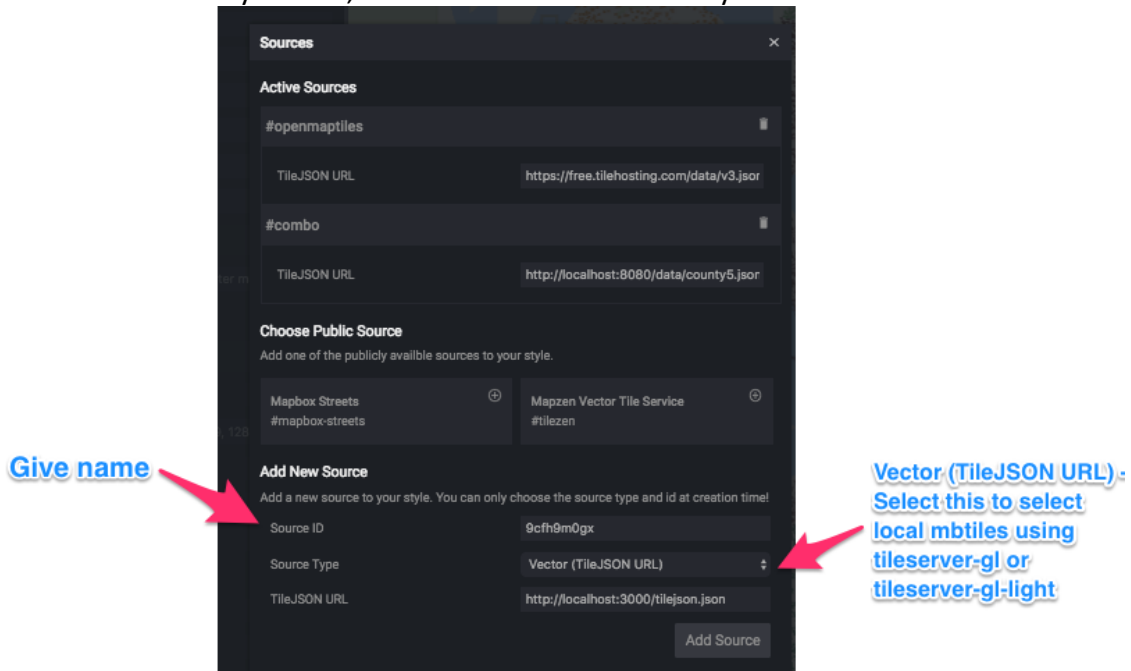 Sources ×
Active Sources
#openmaptiles
TileJSON URL https://free.tilehosting.com/data/v3.jsor
#combo
ter m
TileJSON URL http://localhost:8080/data/county5.jsor
Choose Public Source
Add one of the publicly availble sources to your style.
Mapbox Streets
#mapbox-streets
Mapzen Vector Tile Service
#tilezen
, 128
Give name
Add New Source
Add a new source to your style. You can only choose the source type and id at creation time!
Source ID 9cfh9m0gx
Source Type Vector (TileJSON URL)
TileJSON URL http://localhost:3000/tilejson.json
Add Source
Vector (TileJSON URL) -
Select this to select
local mbtiles using
tileserver-gl or
tileserver-gl-light